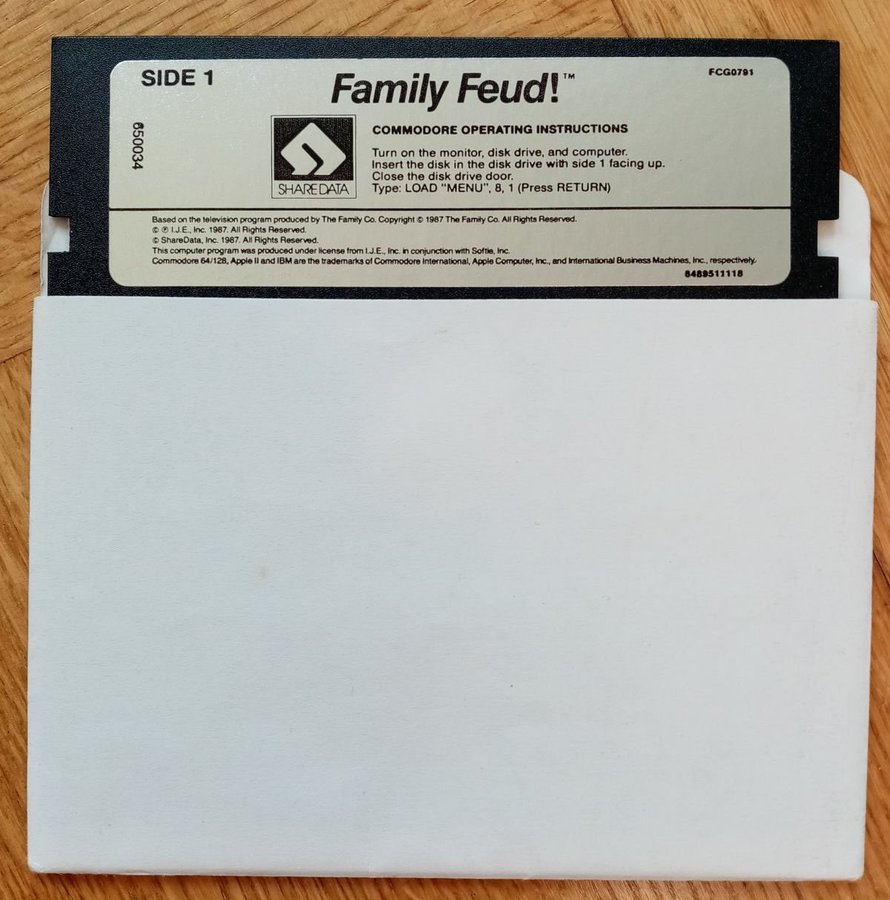 SIDE 1
Family Feud!™
FCG0791
650034
SHAREDATA
COMMODORE OPERATING INSTRUCTIONS
Turn on the monitor, disk drive, and computer.
Insert the disk in the disk drive with side 1 facing up.
Close the disk drive door.
Type: LOAD "MENU", 8, 1 (Press RETURN)
Based on the television program produced by The Family Co. Copyright © 1987 The Family Co. All Rights Reserved.
© ℗ I.J.E., Inc. 1987. All Rights Reserved.
© ShareData, Inc. 1987. All Rights Reserved.
This computer program was produced under license from I.J.E., Inc. in conjunction with Softie, Inc.
Commodore 64/128, Apple II and IBM are the trademarks of Commodore International, Apple Computer, Inc., and International Business Machines, Inc., respectively.
8489511118